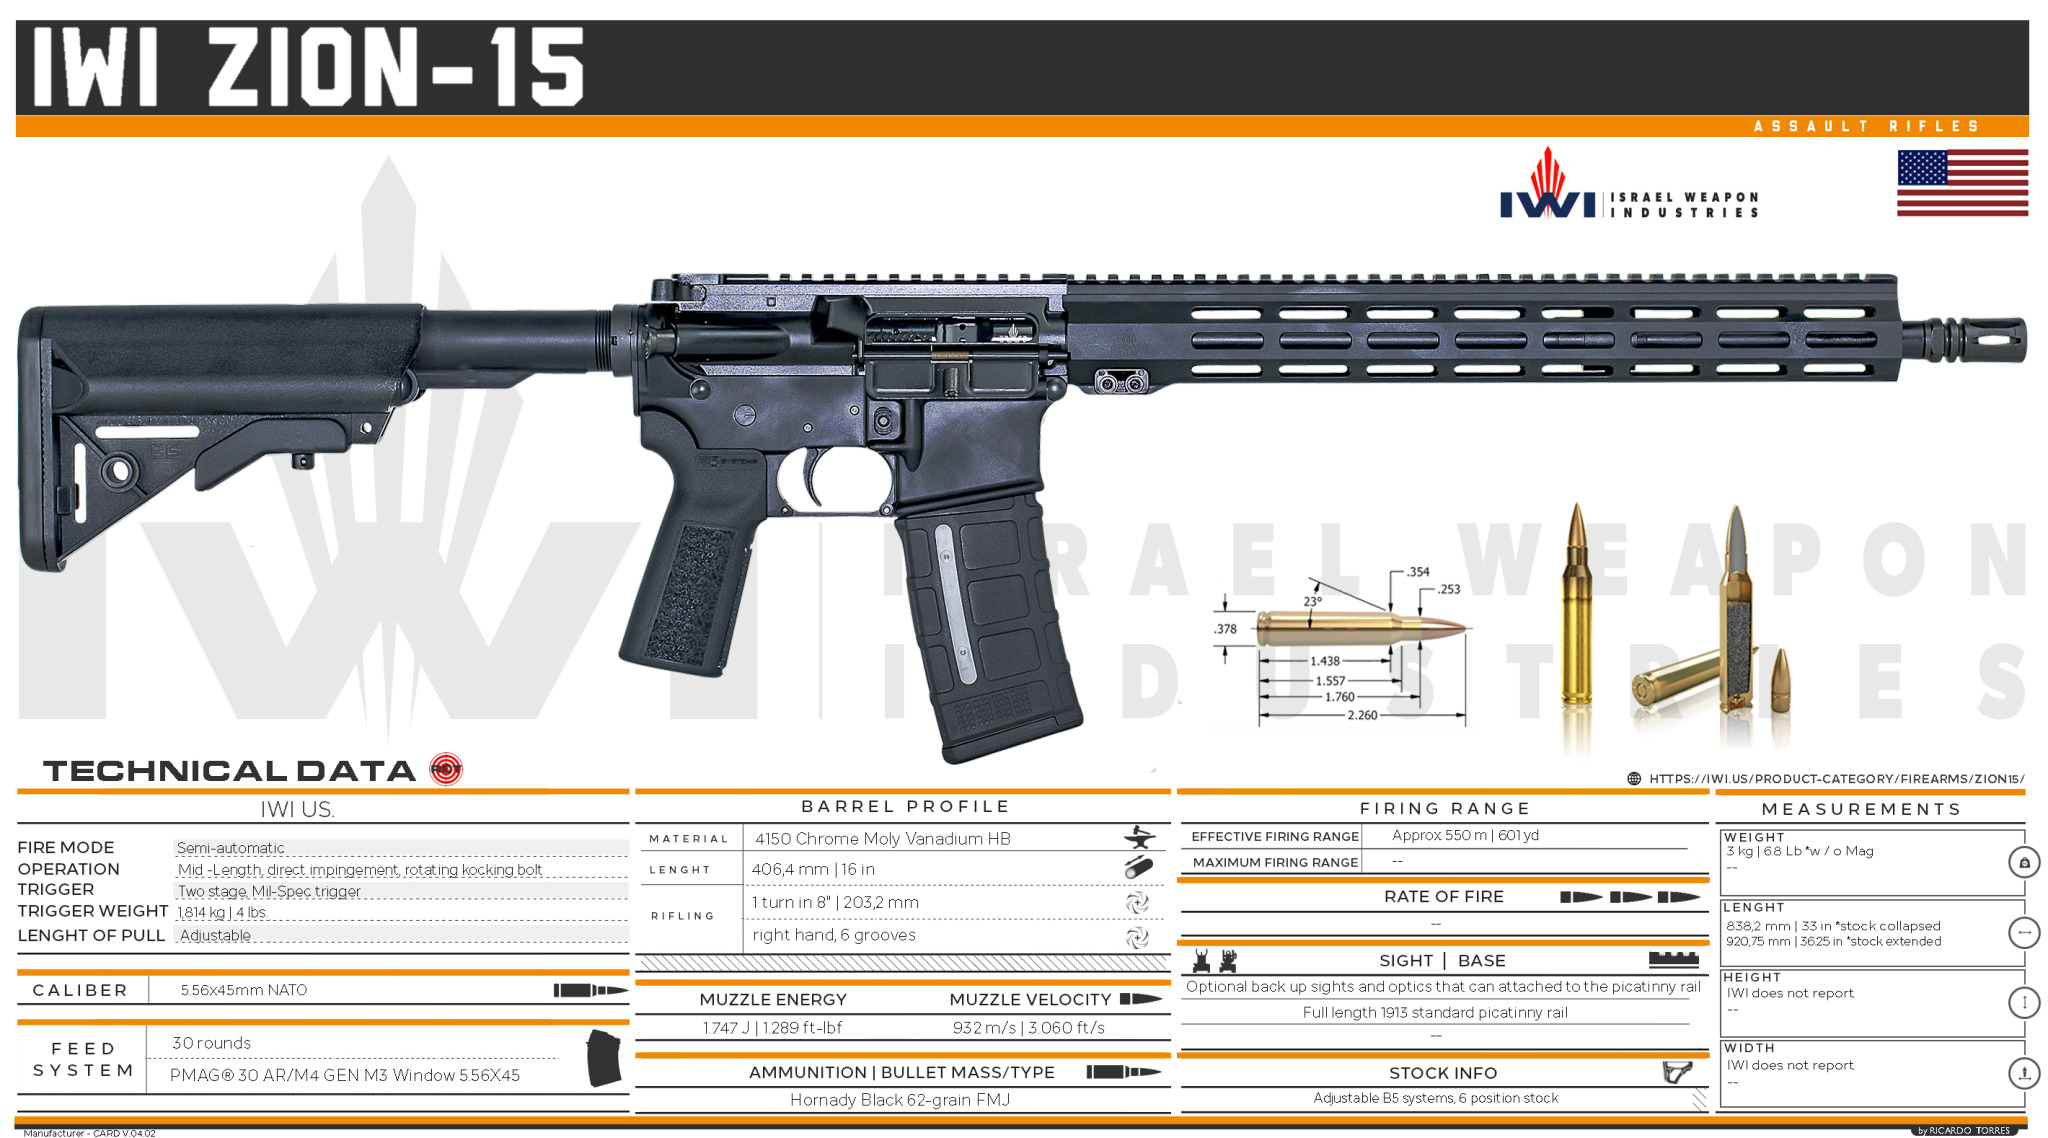 IWI ZION-15
ASSAULT RIFLES
IWI | ISRAEL WEAPON
INDUSTRIES
IWI ISRAEL WEAPON
INDUSTRIES
B5 SYSTEMS
.354
.253
23°
.378
1.438
1.557
1.760
2.260
TECHNICAL DATA
HTTPS://IWI.US/PRODUCT-CATEGORY/FIREARMS/ZION15/
IWI US.
FIRE MODE Semi-automatic
OPERATION Mid -Length, direct impingement, rotating kocking bolt
TRIGGER Two stage, Mil-Spec trigger
TRIGGER WEIGHT 1,814 kg | 4 lbs.
LENGHT OF PULL Adjustable
CALIBER 5.56x45mm NATO
FEED SYSTEM
30 rounds
PMAG® 30 AR/M4 GEN M3 Window 5.56X45
BARREL PROFILE
MATERIAL 4150 Chrome Moly Vanadium HB
LENGHT 406,4 mm | 16 in
RIFLING
1 turn in 8" | 203,2 mm
right hand, 6 grooves
MUZZLE ENERGY MUZZLE VELOCITY
1.747 J | 1.289 ft-lbf 932 m/s | 3.060 ft/s
AMMUNITION | BULLET MASS/TYPE
Hornady Black 62-grain FMJ
FIRING RANGE
EFFECTIVE FIRING RANGE Approx 550 m | 601 yd
MAXIMUM FIRING RANGE --
RATE OF FIRE
--
SIGHT | BASE
Optional back up sights and optics that can attached to the picatinny rail
Full length 1913 standard picatinny rail
--
STOCK INFO
Adjustable B5 systems, 6 position stock
MEASUREMENTS
WEIGHT
3 kg | 6.8 Lb *w / o Mag
--
LENGHT
838,2 mm | 33 in *stock collapsed
920,75 mm | 36.25 in *stock extended
HEIGHT
IWI does not report
--
WIDTH
IWI does not report
--
Manufacturer - CARD V.04.02
by RICARDO TORRES